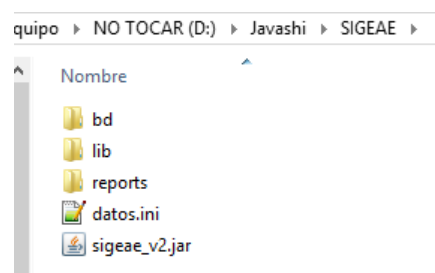 quipo ▸ NO TOCAR (D:) ▸ Javashi ▸ SIGEAE ▸
Nombre
bd
lib
reports
datos.ini
sigeae_v2.jar